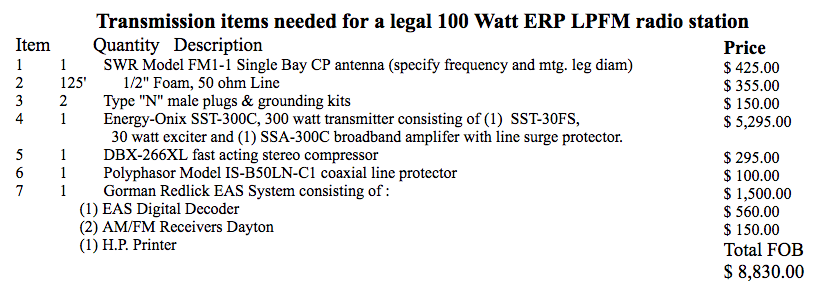 Transmission items needed for a legal 100 Watt ERP LPFM radio station
Item Quantity Description Price
1 1 SWR Model FM1-1 Single Bay CP antenna (specify frequency and mtg. leg diam) $ 425.00
2 125' 1/2" Foam, 50 ohm Line $ 355.00
3 2 Type "N" male plugs & grounding kits $ 150.00
4 1 Energy-Onix SST-300C, 300 watt transmitter consisting of (1) SST-30FS, $ 5,295.00
30 watt exciter and (1) SSA-300C broadband amplifer with line surge protector.
5 1 DBX-266XL fast acting stereo compressor $ 295.00
6 1 Polyphasor Model IS-B50LN-C1 coaxial line protector $ 100.00
7 1 Gorman Redlick EAS System consisting of : $ 1,500.00
(1) EAS Digital Decoder $ 560.00
(2) AM/FM Receivers Dayton $ 150.00
(1) H.P. Printer Total FOB
$ 8,830.00